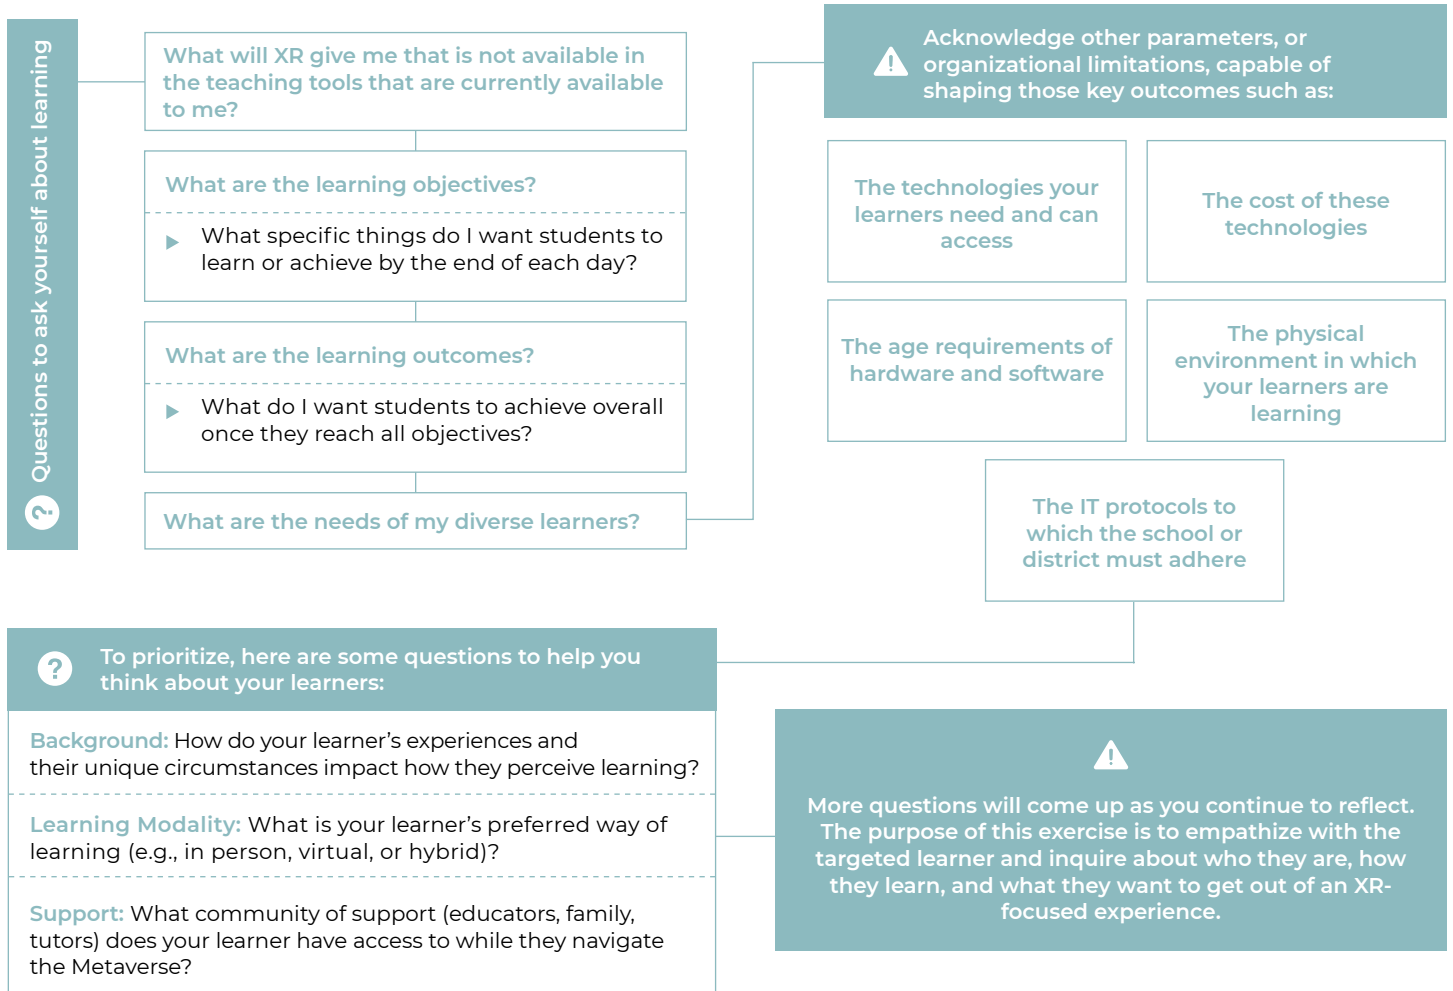 Questions to ask yourself about learning
What will XR give me that is not available in
the teaching tools that are currently available
to me?
What are the learning objectives?
What specific things do I want students to
learn or achieve by the end of each day?
What are the learning outcomes?
What do I want students to achieve overall
once they reach all objectives?
What are the needs of my diverse learners?
Acknowledge other parameters, or
organizational limitations, capable of
shaping those key outcomes such as:
The technologies your
learners need and can
access
The cost of these
technologies
The age requirements of
hardware and software
The physical
environment in which
your learners are
learning
The IT protocols to
which the school or
district must adhere
To prioritize, here are some questions to help you
think about your learners:
Background: How do your learner’s experiences and
their unique circumstances impact how they perceive learning?
Learning Modality: What is your learner’s preferred way of
learning (e.g., in person, virtual, or hybrid)?
Support: What community of support (educators, family,
tutors) does your learner have access to while they navigate
the Metaverse?
More questions will come up as you continue to reflect.
The purpose of this exercise is to empathize with the
targeted learner and inquire about who they are, how
they learn, and what they want to get out of an XR-
focused experience.